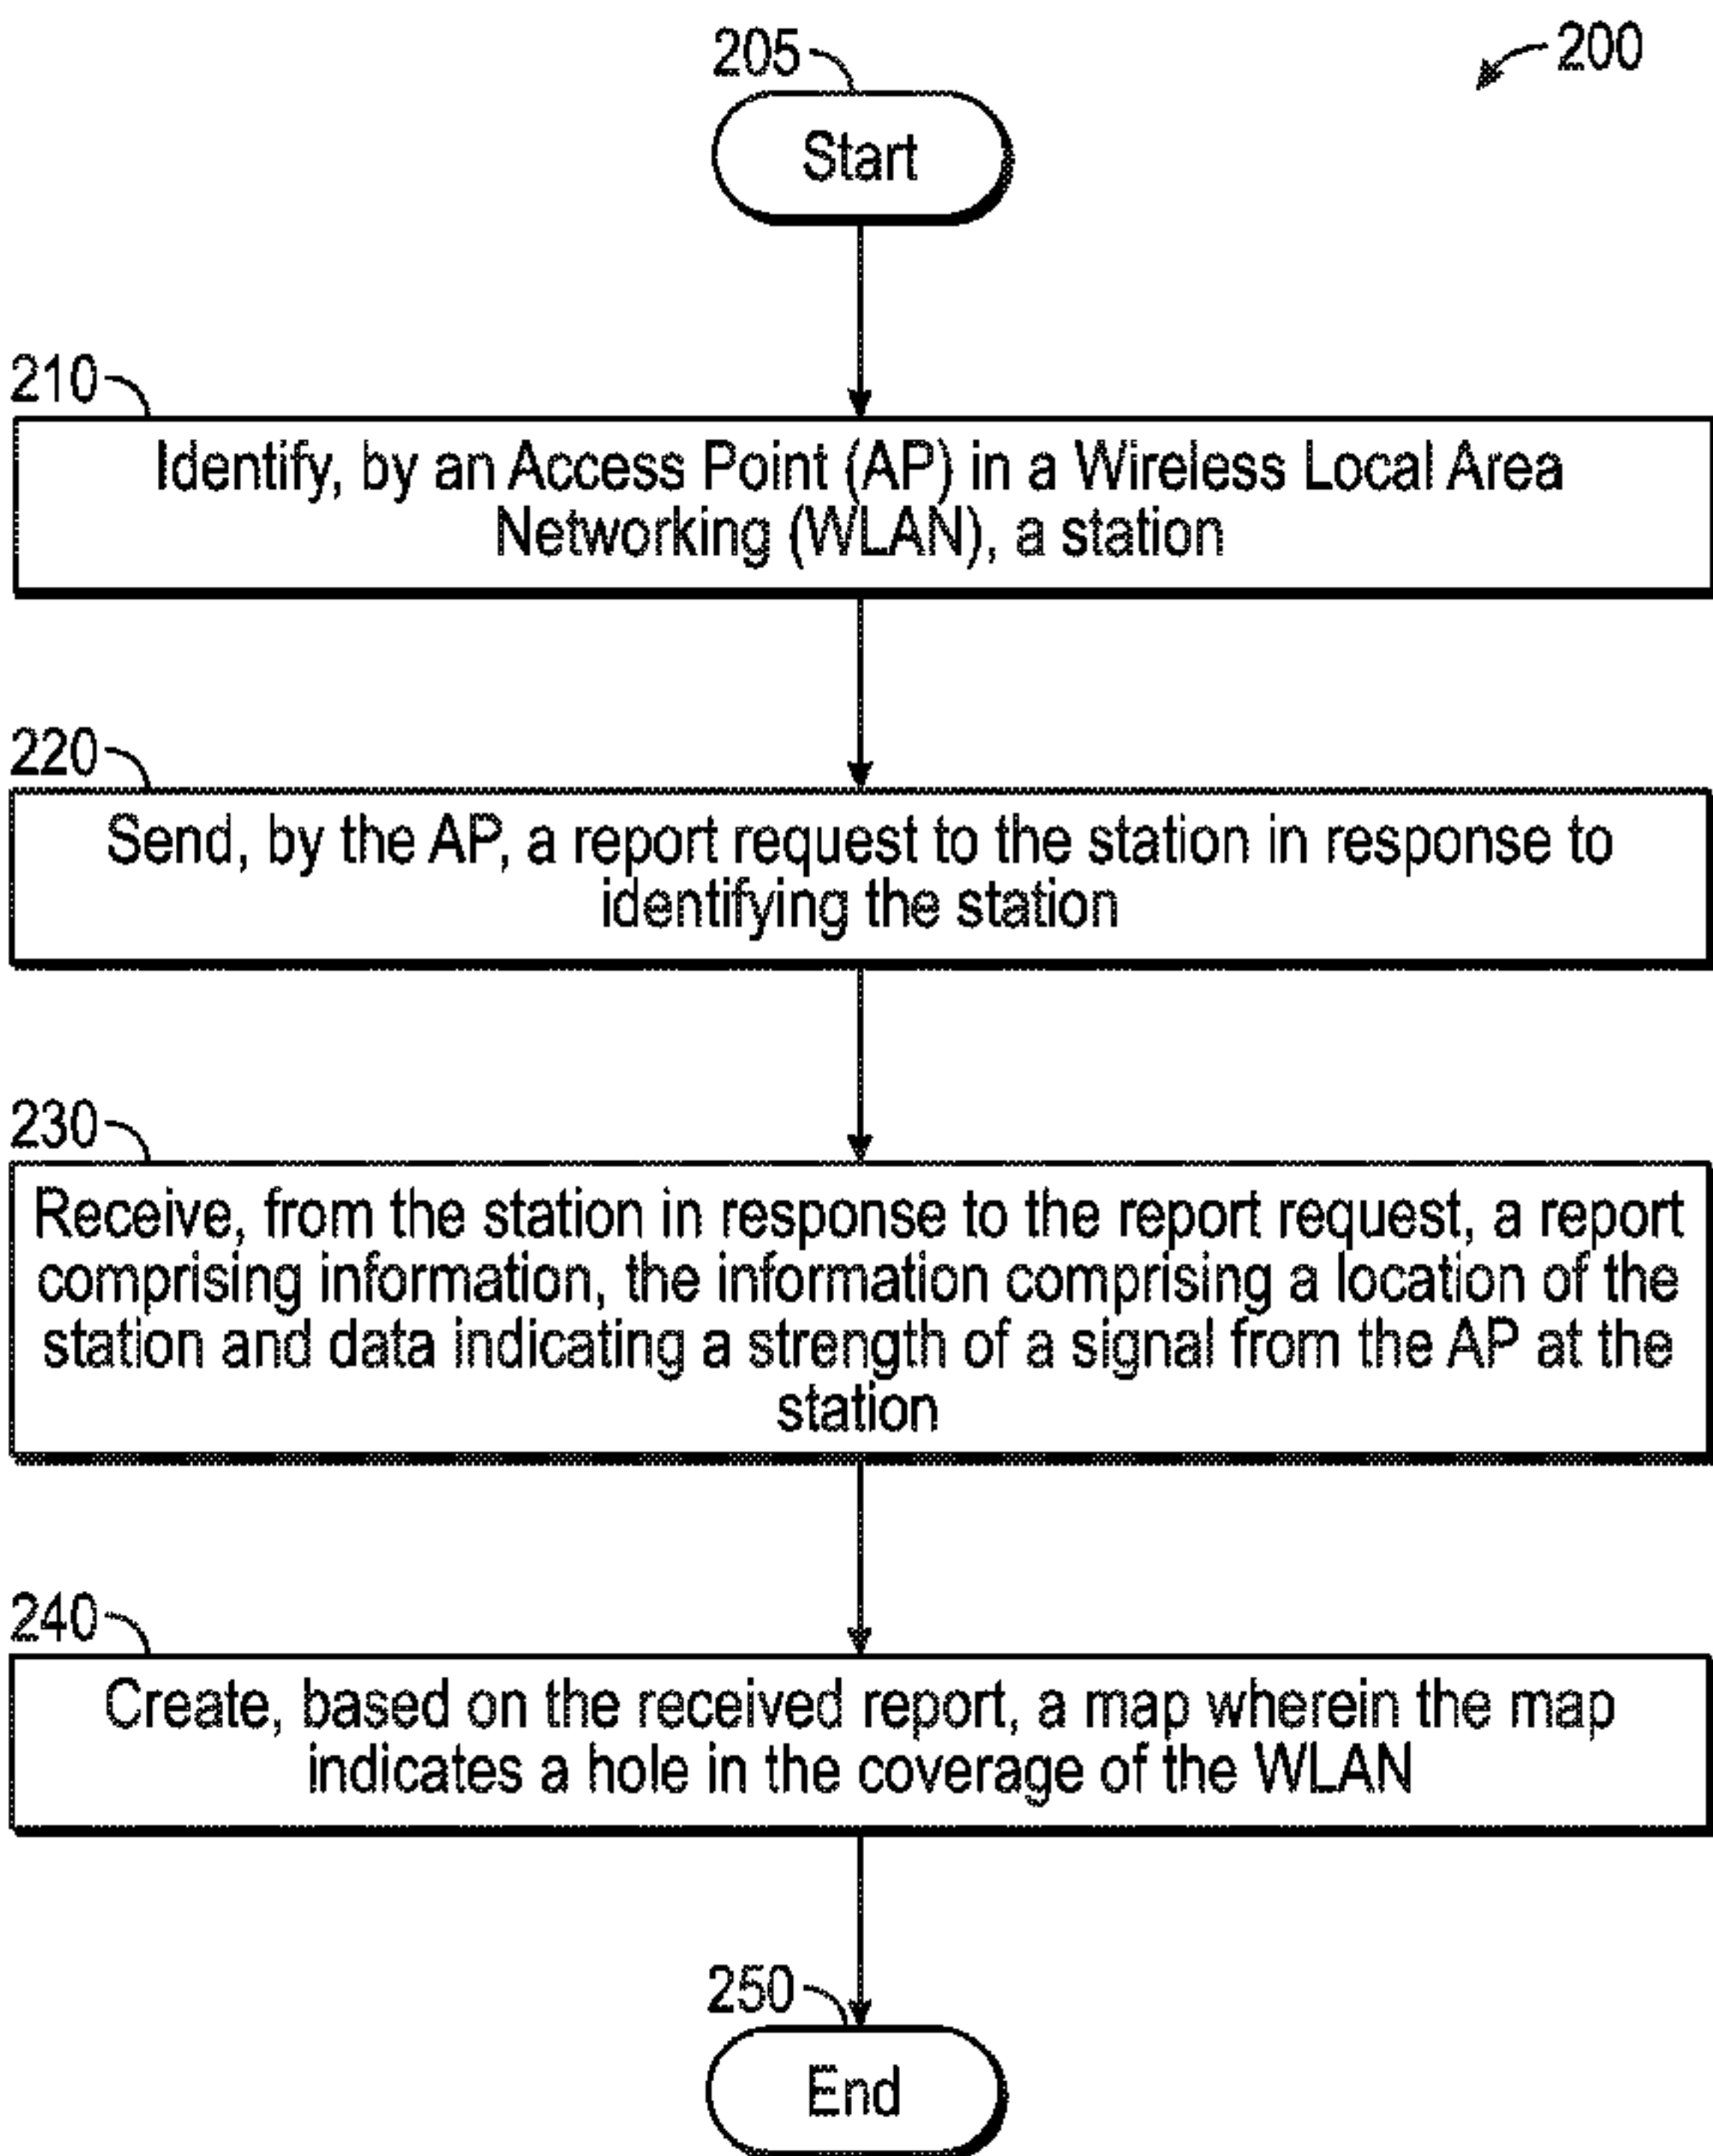 205
200
Start
210
Identify, by an Access Point (AP) in a Wireless Local Area
Networking (WLAN), a station
220
Send, by the AP, a report request to the station in response to
identifying the station
230
Receive, from the station in response to the report request, a report
comprising information, the information comprising a location of the
station and data indicating a strength of a signal from the AP at the
station
240
Create, based on the received report, a map wherein the map
indicates a hole in the coverage of the WLAN
250
End